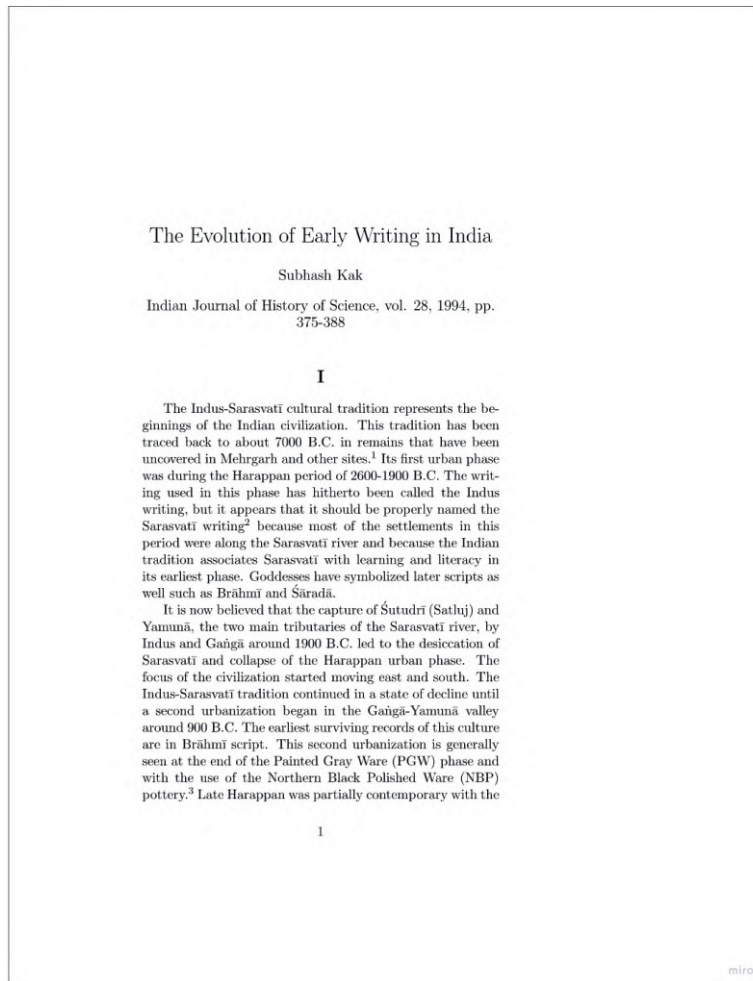 The Evolution of Early Writing in India
Subhash Kak
Indian Journal of History of Science, vol. 28, 1994, pp.
375-388
I
The Indus-Sarasvatī cultural tradition represents the be-
ginnings of the Indian civilization. This tradition has been
traced back to about 7000 B.C. in remains that have been
uncovered in Mehrgarh and other sites.¹ Its first urban phase
was during the Harappan period of 2600-1900 B.C. The writ-
ing used in this phase has hitherto been called the Indus
writing, but it appears that it should be properly named the
Sarasvatī writing² because most of the settlements in this
period were along the Sarasvatī river and because the Indian
tradition associates Sarasvatī with learning and literacy in
its earliest phase. Goddesses have symbolized later scripts as
well such as Brāhmī and Śāradā.
It is now believed that the capture of Śutudrī (Satluj) and
Yamunā, the two main tributaries of the Sarasvatī river, by
Indus and Gaṅgā around 1900 B.C. led to the desiccation of
Sarasvatī and collapse of the Harappan urban phase. The
focus of the civilization started moving east and south. The
Indus-Sarasvatī tradition continued in a state of decline until
a second urbanization began in the Gaṅgā-Yamunā valley
around 900 B.C. The earliest surviving records of this culture
are in Brāhmī script. This second urbanization is generally
seen at the end of the Painted Gray Ware (PGW) phase and
with the use of the Northern Black Polished Ware (NBP)
pottery.³ Late Harappan was partially contemporary with the
1
miro